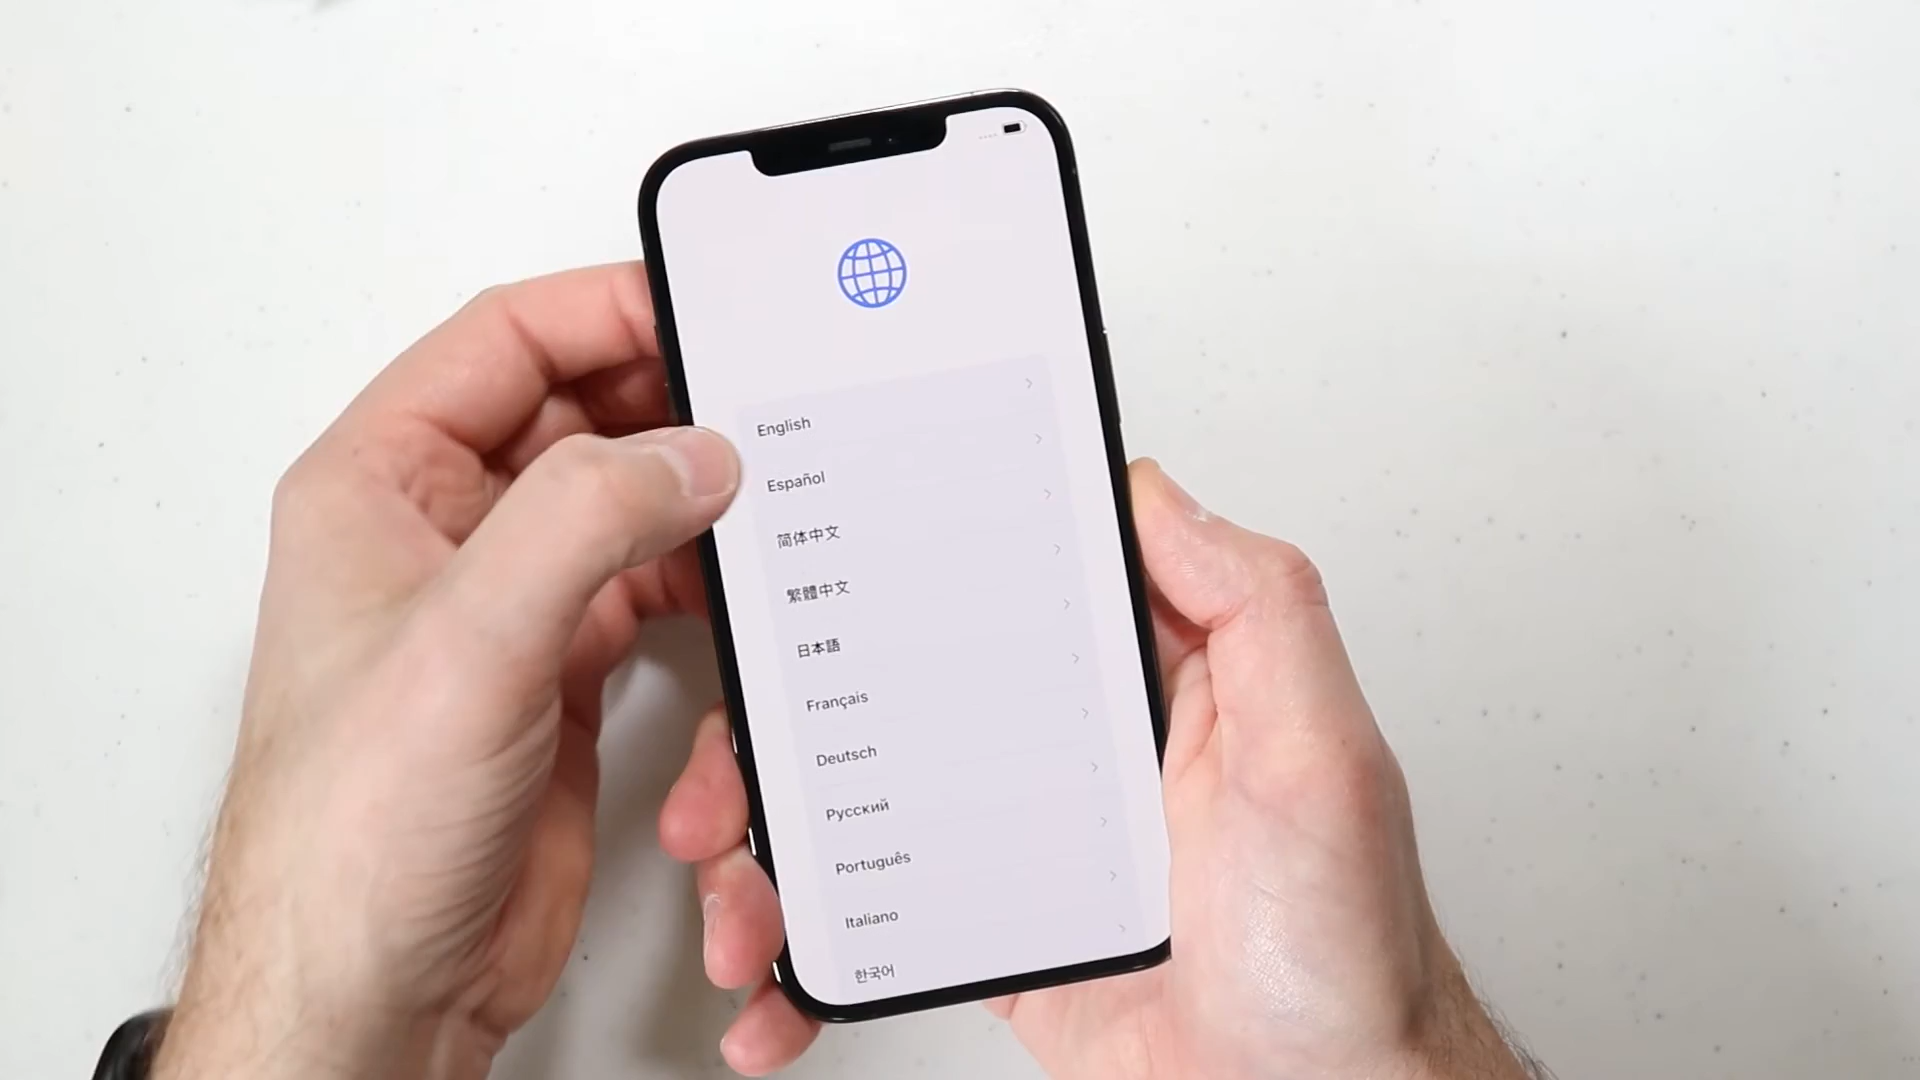 English
Español
简体中文
繁體中文
日本語
Français
Deutsch
Русский
Português
Italiano
한국어